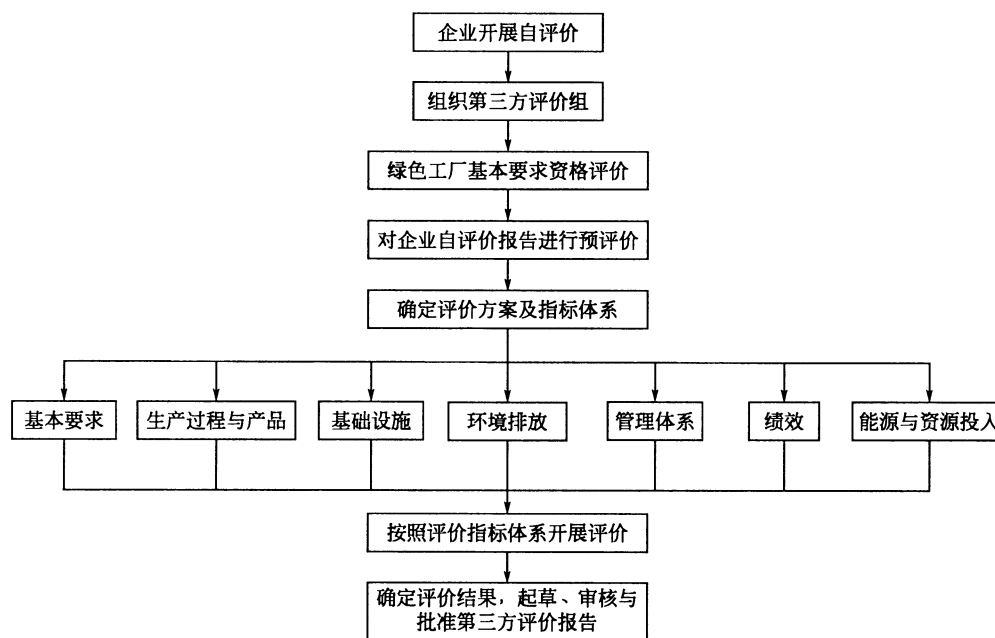 企业开展自评价
组织第三方评价组
绿色工厂基本要求资格评价
对企业自评价报告进行预评价
确定评价方案及指标体系
基本要求
生产过程与产品
基础设施
环境排放
管理体系
绩效
能源与资源投入
按照评价指标体系开展评价
确定评价结果，起草、审核与
批准第三方评价报告